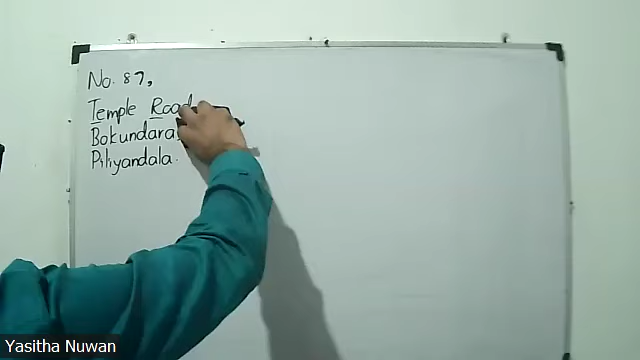 No. 87,
Temple Road
Bokundara
Piliyandala.
Yasitha Nuwan